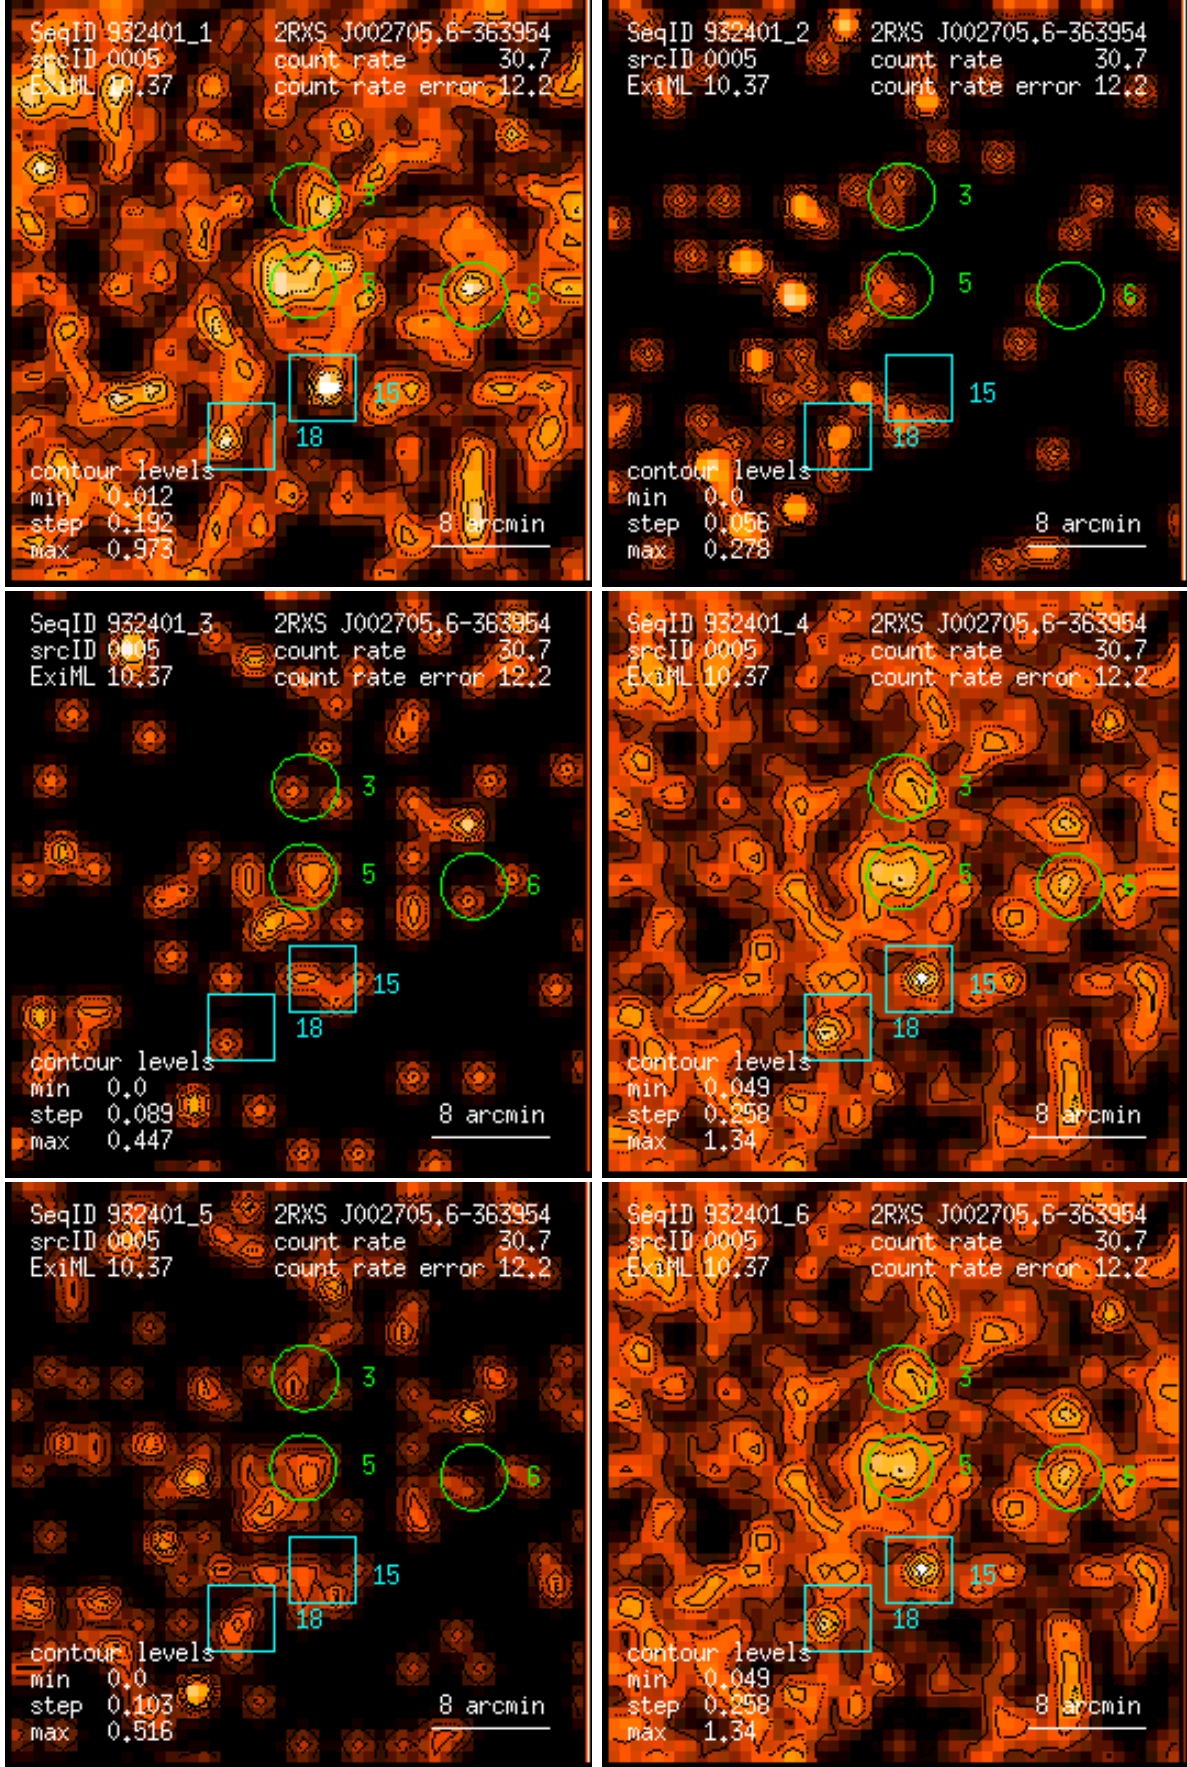 SeqID 932401_1 2RXS J002705.6-363954
srcID 0005 count rate 30.7
ExiML 10.37 count rate error 12.2
3
5
6
15
18
contour levels
min 0.012
step 0.192 8 arcmin
max 0.973
SeqID 932401_2 2RXS J002705.6-363954
srcID 0005 count rate 30.7
ExiML 10.37 count rate error 12.2
3
5
6
15
18
contour levels
min 0.0
step 0.056 8 arcmin
max 0.278
SeqID 932401_3 2RXS J002705.6-363954
srcID 0005 count rate 30.7
ExiML 10.37 count rate error 12.2
3
5
6
15
18
contour levels
min 0.0
step 0.089 8 arcmin
max 0.447
SeqID 932401_4 2RXS J002705.6-363954
srcID 0005 count rate 30.7
ExiML 10.37 count rate error 12.2
3
5
6
15
18
contour levels
min 0.049
step 0.258 8 arcmin
max 1.34
SeqID 932401_5 2RXS J002705.6-363954
srcID 0005 count rate 30.7
ExiML 10.37 count rate error 12.2
3
5
6
15
18
contour levels
min 0.0
step 0.103 8 arcmin
max 0.516
SeqID 932401_6 2RXS J002705.6-363954
srcID 0005 count rate 30.7
ExiML 10.37 count rate error 12.2
3
5
6
15
18
contour levels
min 0.049
step 0.258 8 arcmin
max 1.34